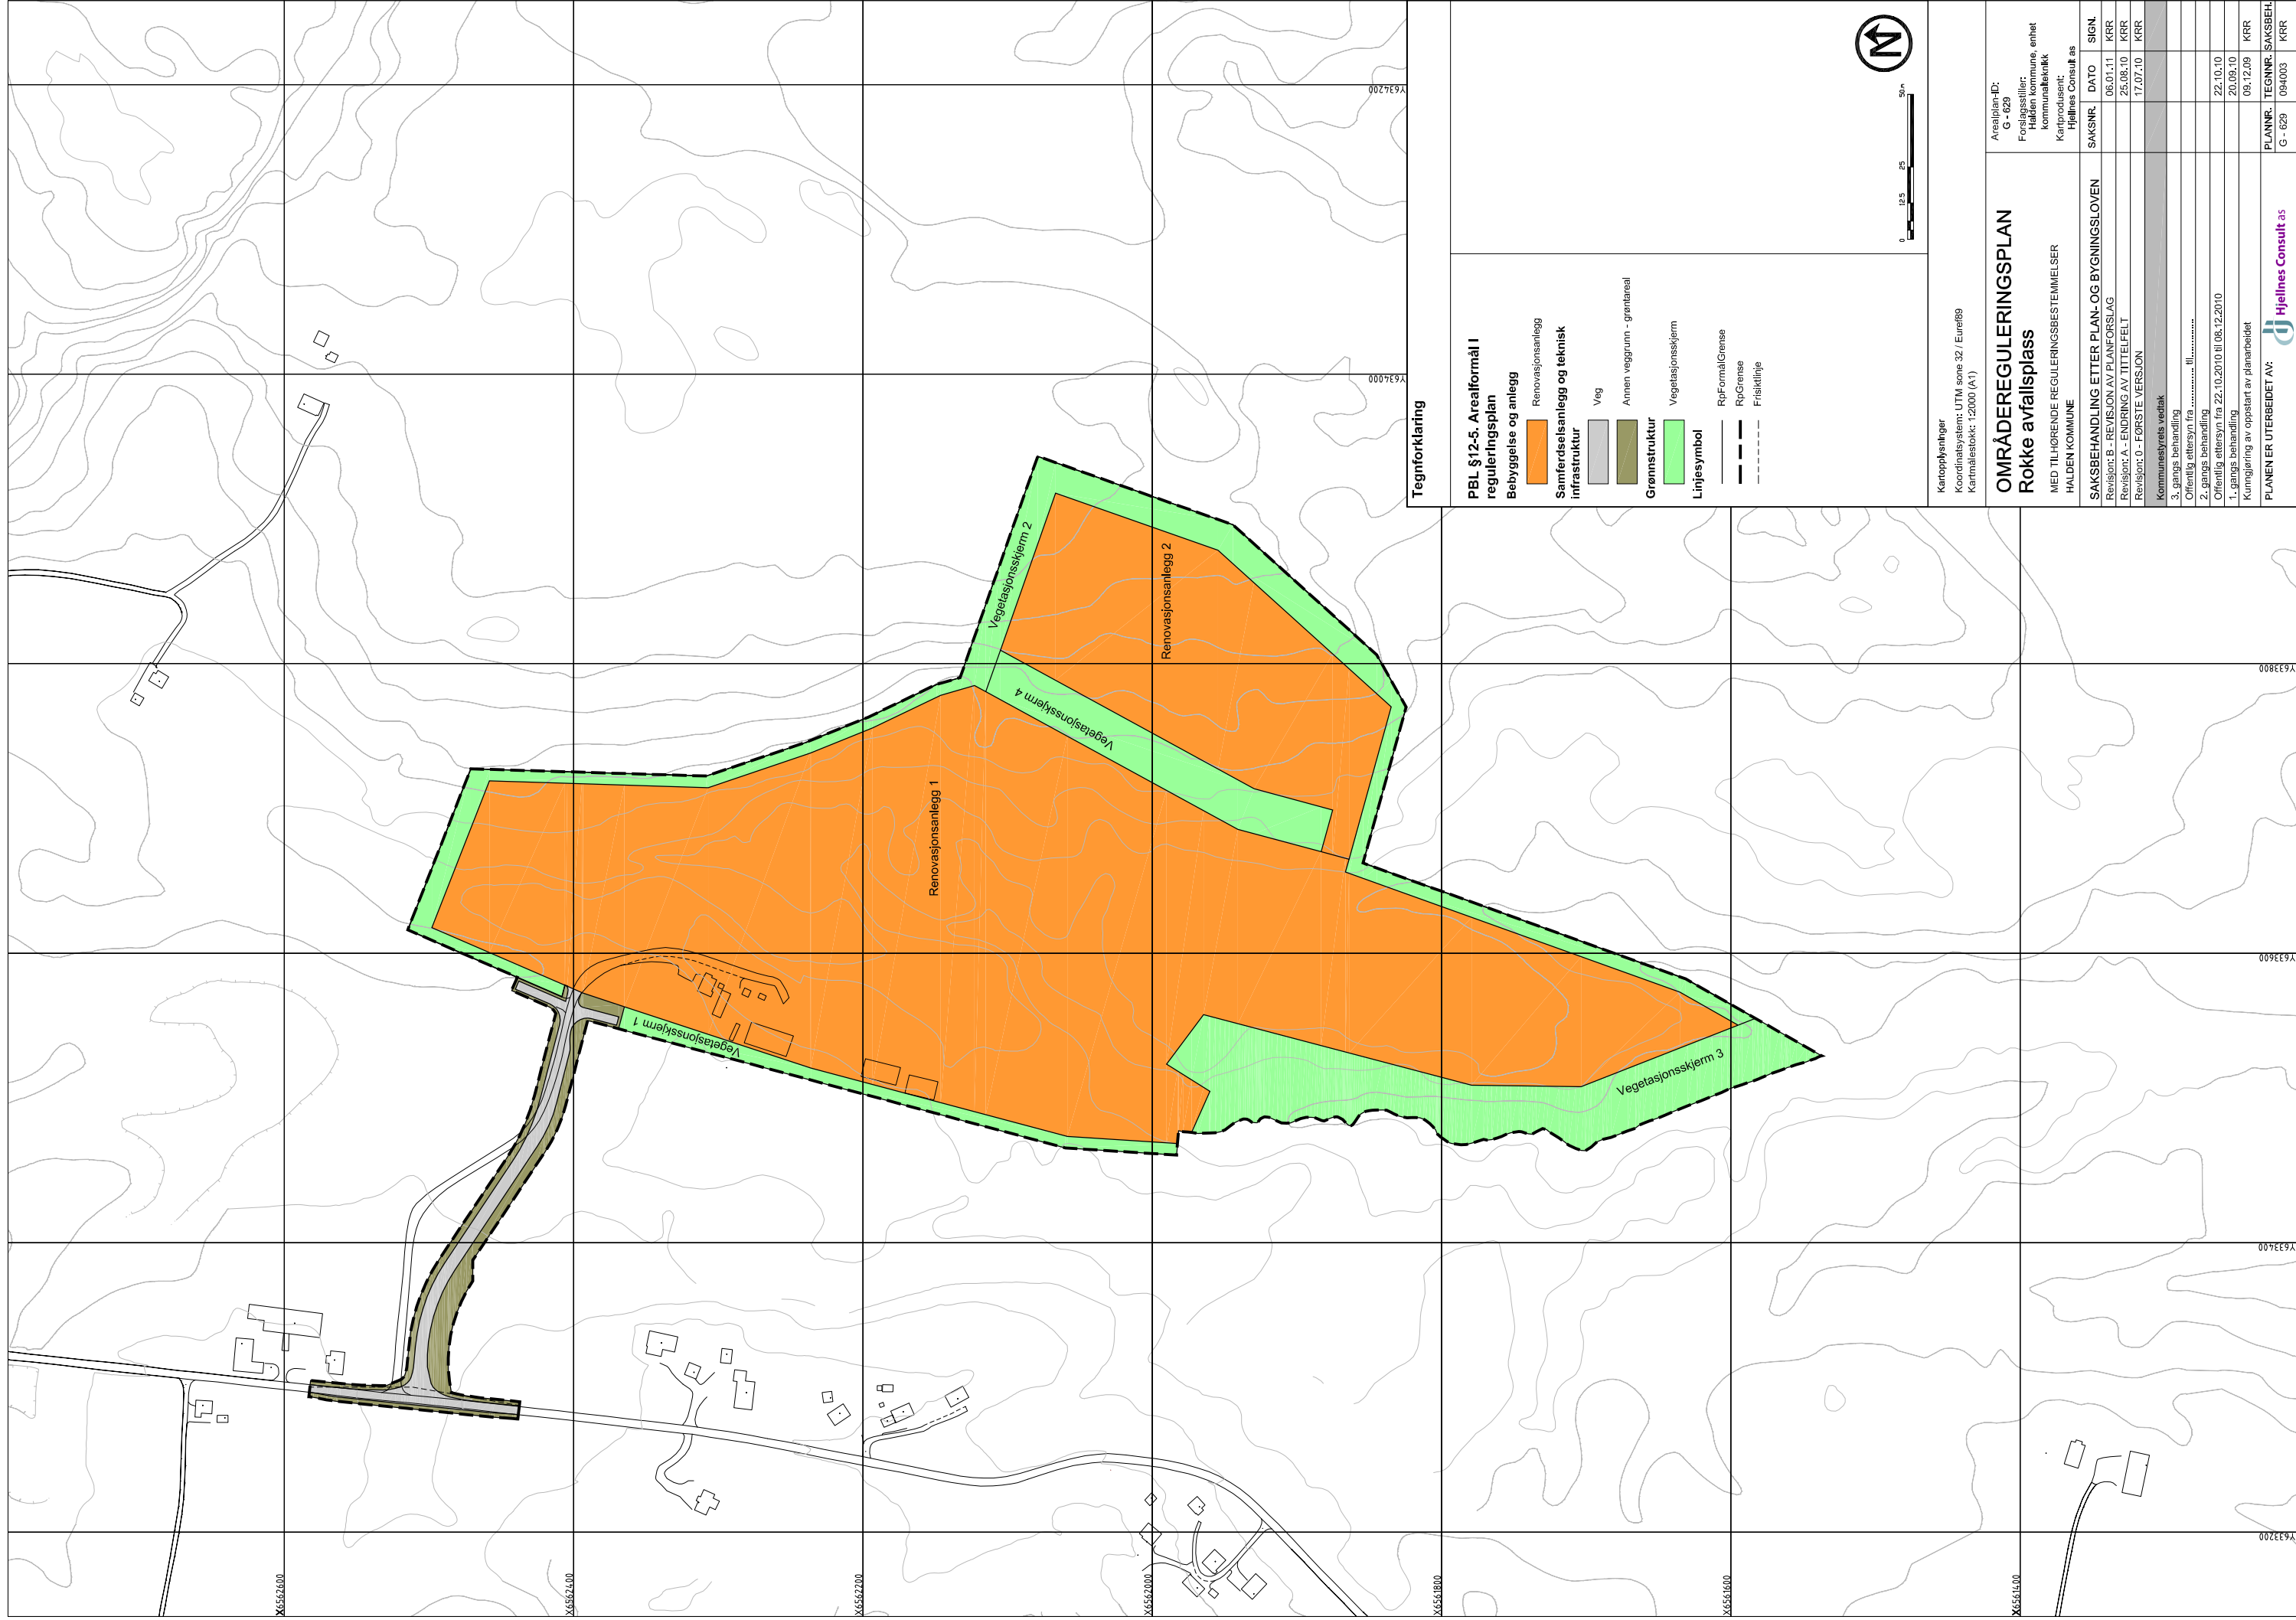 Vegetasjonsskjerm 2
Renovasjonsanlegg 2
Vegetasjonsskjerm 4
Renovasjonsanlegg 1
Vegetasjonsskjerm 1
Vegetasjonsskjerm 3
X6562600
X6562400
X6562200
X6562000
X6561800
X6561600
X6561400
Y634200
Y634000
Y633800
Y633600
Y633400
Y633200
Tegnforklaring
PBL §12-5. Arealformål i
reguleringsplan
Bebyggelse og anlegg
Renovasjonsanlegg
Samferdselsanlegg og teknisk
infrastruktur
Veg
Annen veggrunn - grøntareal
Grønnstruktur
Vegetasjonsskjerm
Linjesymbol
RpFormålGrense
RpGrense
Frisiktlinje
N
0 12.5 25 50m
Kartopplysninger
Koordinatsystem: UTM sone 32 / Euref89
Kartmålestokk: 1:2000 (A1)
OMRÅDEREGULERINGSPLAN
Rokke avfallsplass
MED TILHØRENDE REGULERINGSBESTEMMELSER
HALDEN KOMMUNE
Arealplan-ID:
G - 629
Forslagsstiller:
Halden kommune, enhet
kommunalteknikk
Kartprodusent:
Hjellnes Consult as
SAKSBEHANDLING ETTER PLAN- OG BYGNINGSLOVEN SAKSNR. DATO SIGN.
Revisjon: B - REVISJON AV PLANFORSLAG 06.01.11 KRR
Revisjon: A - ENDRING AV TITTELFELT 25.08.10 KRR
Revisjon: 0 - FØRSTE VERSJON 17.07.10 KRR
Kommunestyrets vedtak
3. gangs behandling
Offentlig ettersyn fra ............... til...............
2. gangs behandling
Offentlig ettersyn fra 22.10.2010 til 08.12.2010 22.10.10
1. gangs behandling 20.09.10
Kunngjøring av oppstart av planarbeidet 09.12.09 KRR
PLANEN ER UTERBEIDET AV: Hjellnes Consult as PLANNR. TEGNNR. SAKSBEH.
G - 629 094003 KRR